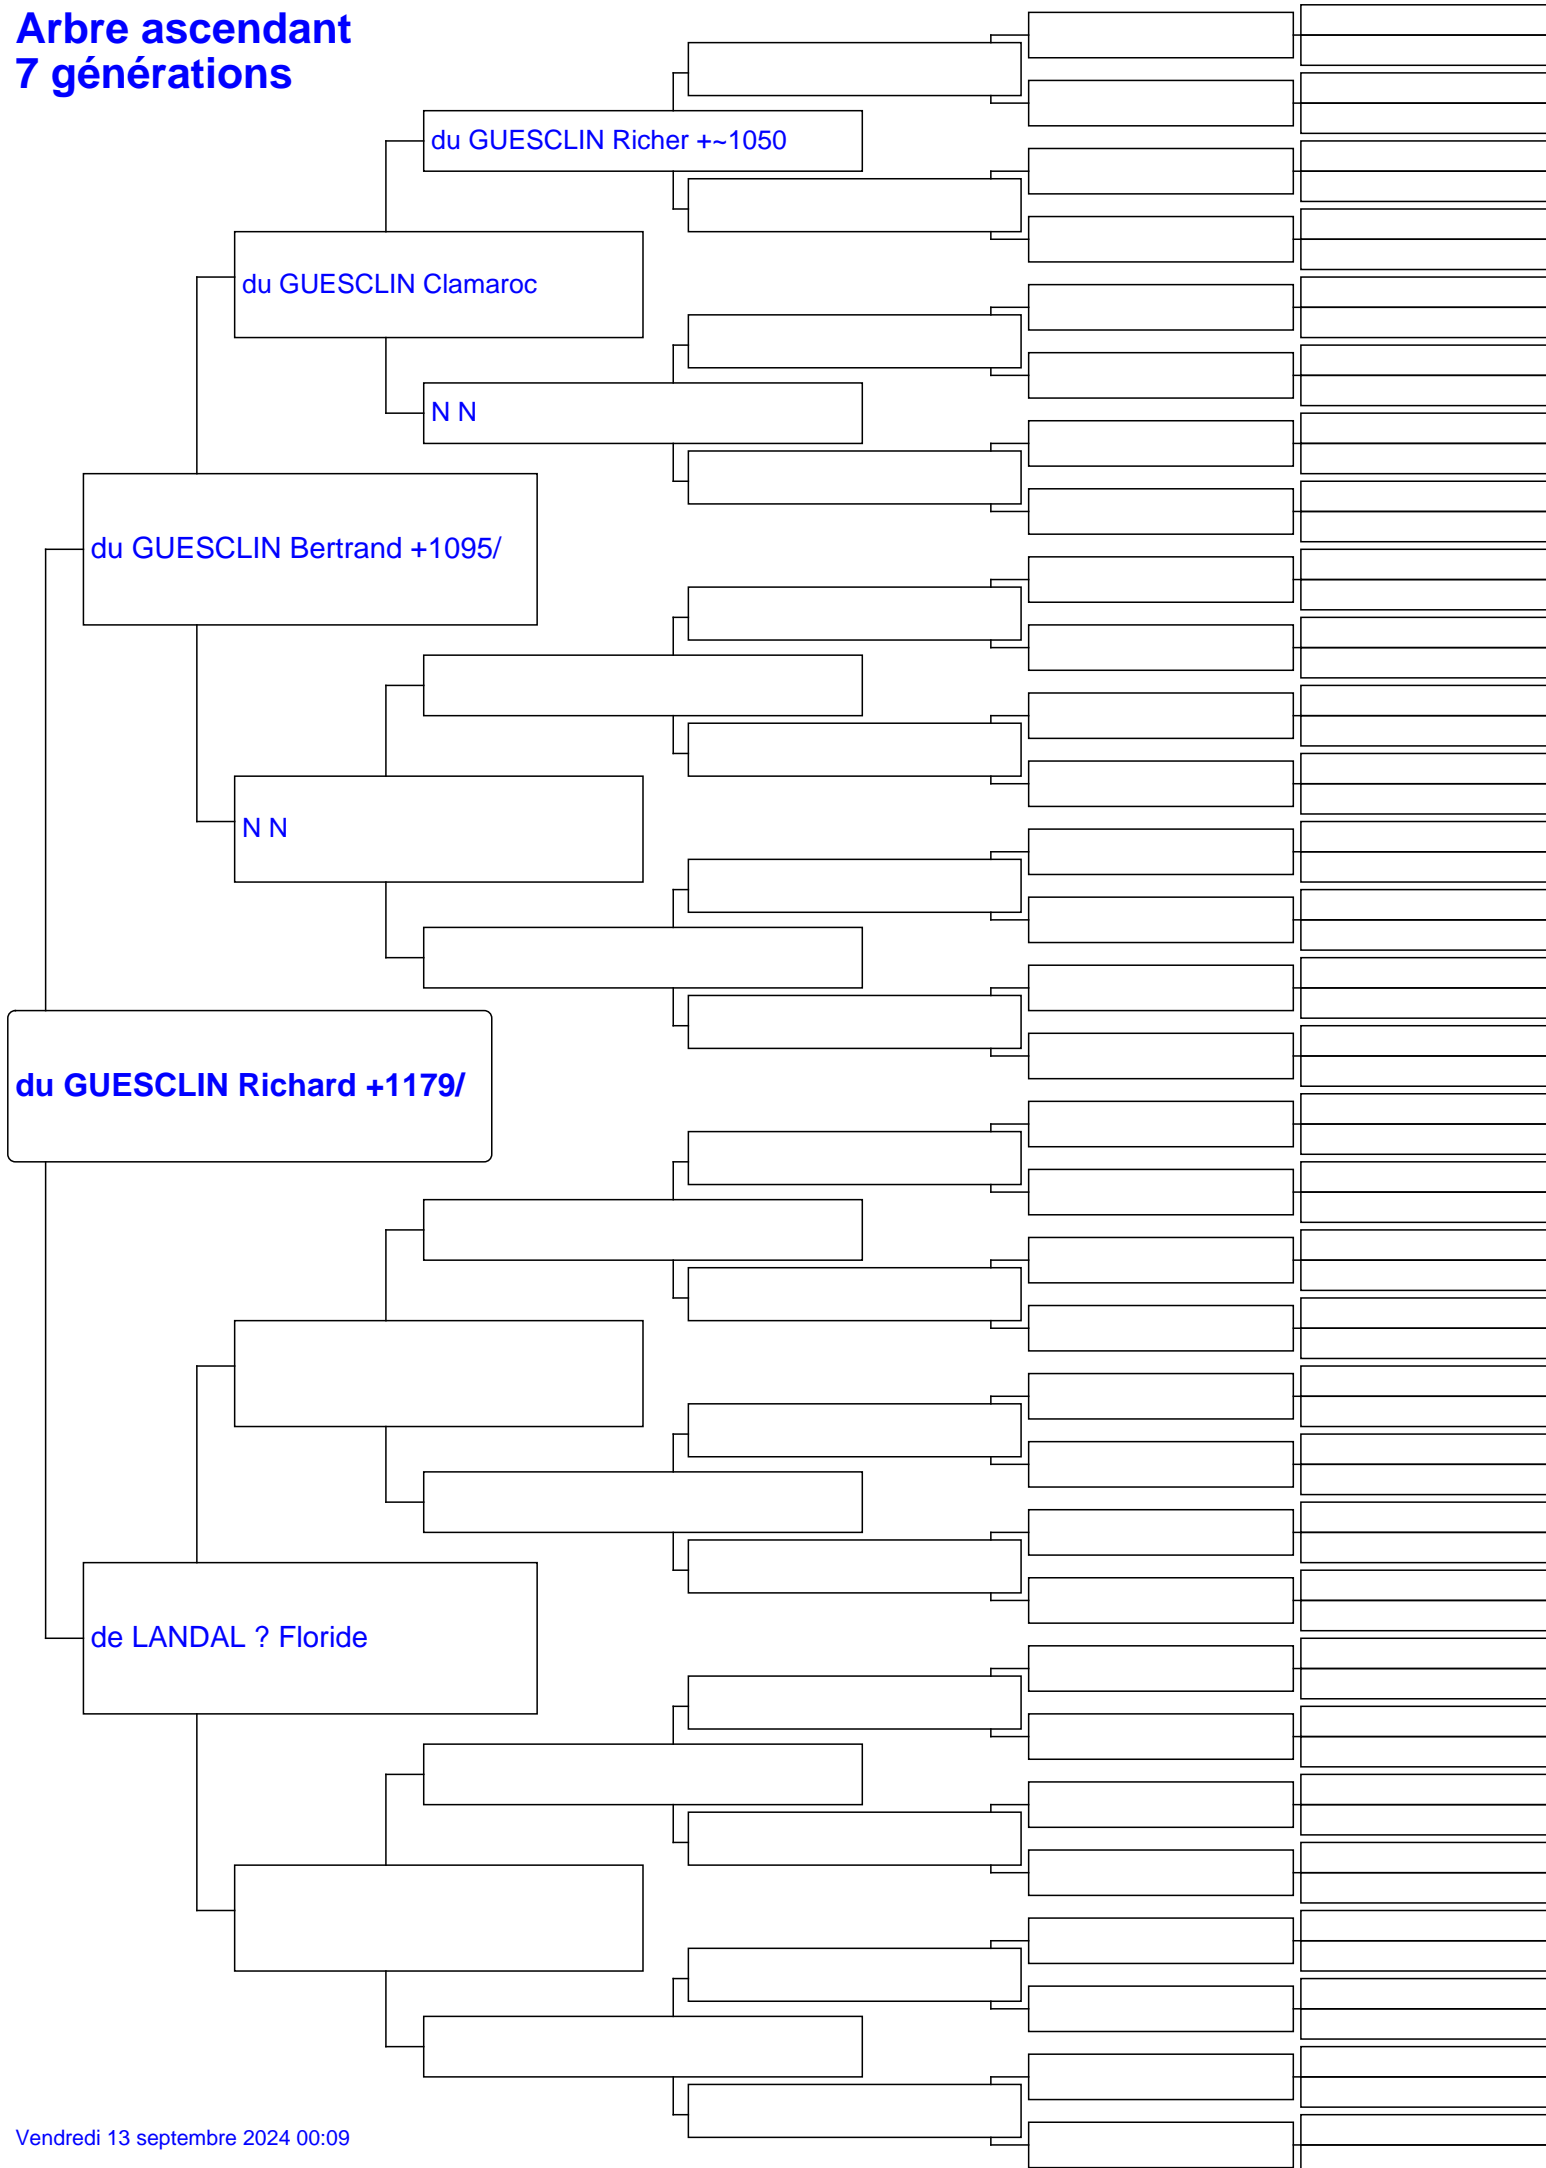 Arbre ascendant
7 générations
du GUESCLIN Richer +~1050
du GUESCLIN Clamaroc
N N
du GUESCLIN Bertrand +1095/
N N
du GUESCLIN Richard +1179/
de LANDAL ? Floride
Vendredi 13 septembre 2024 00:09